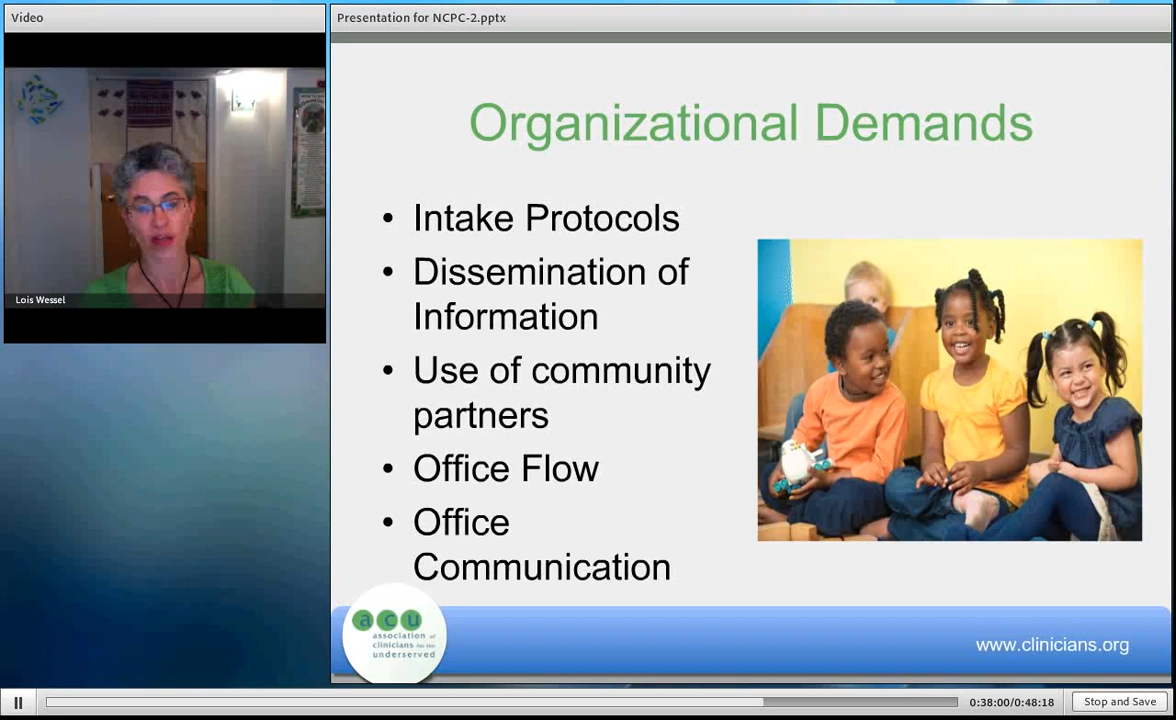 Video
Presentation for NCPC-2.pptx
Lois Wessel
Organizational Demands
• Intake Protocols
• Dissemination of
Information
• Use of community
partners
• Office Flow
• Office
Communication
acu
association of
clinicians for the
underserved
www.clinicians.org
0:38:00/0:48:18
Stop and Save